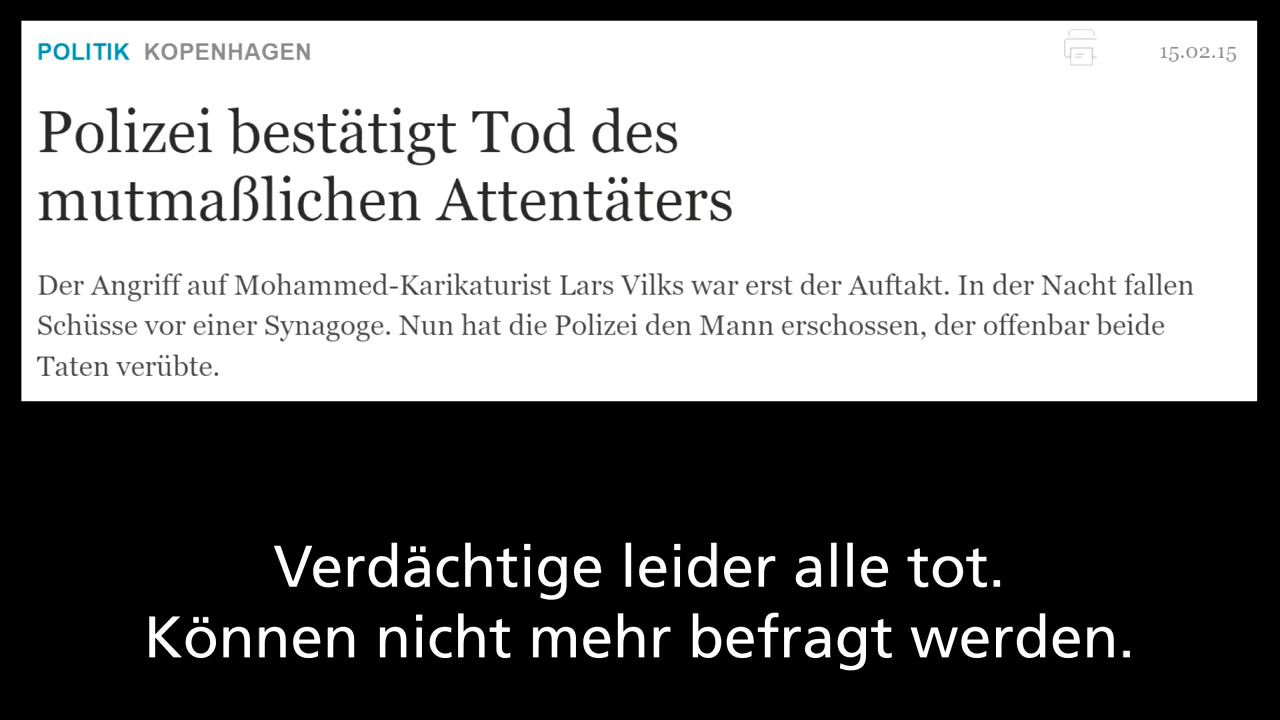 POLITIK KOPENHAGEN 15.02.15
Polizei bestätigt Tod des
mutmaßlichen Attentäters
Der Angriff auf Mohammed-Karikaturist Lars Vilks war erst der Auftakt. In der Nacht fallen
Schüsse vor einer Synagoge. Nun hat die Polizei den Mann erschossen, der offenbar beide
Taten verübte.
Verdächtige leider alle tot.
Können nicht mehr befragt werden.